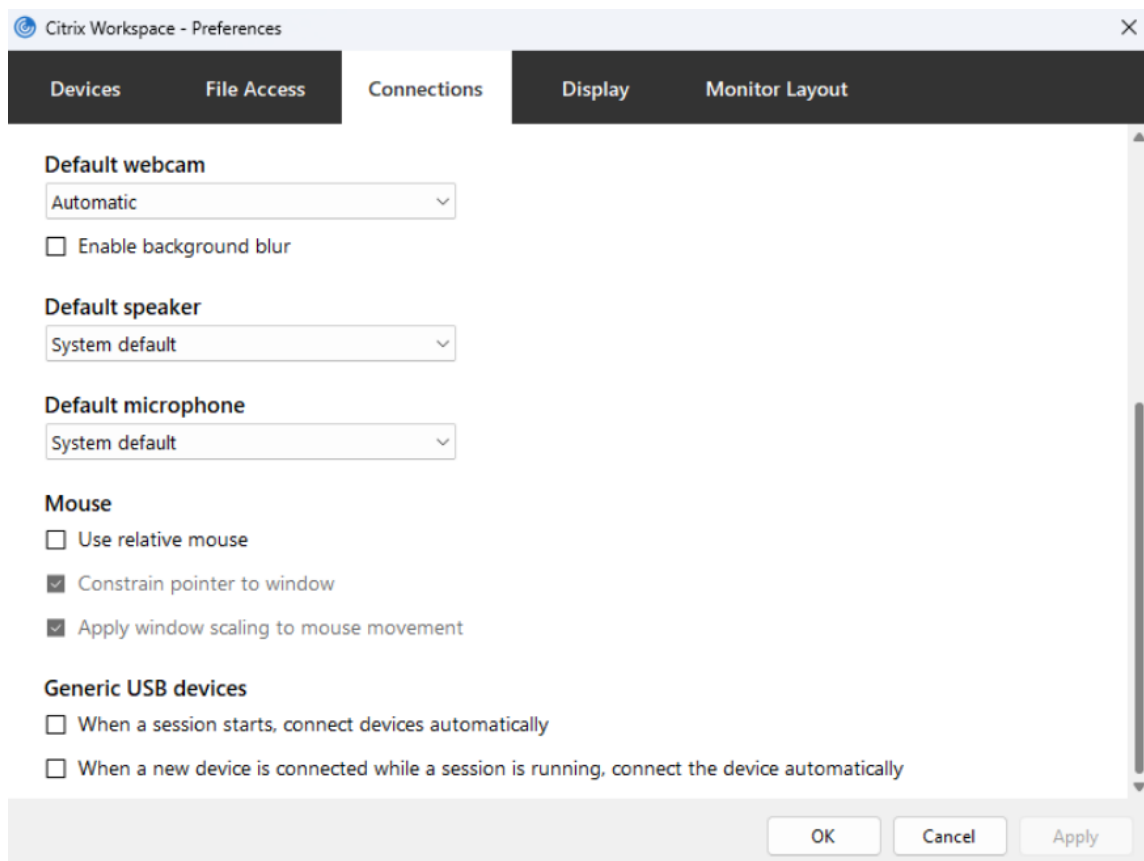 Citrix Workspace - Preferences
Devices File Access Connections Display Monitor Layout
Default webcam
Automatic
Enable background blur
Default speaker
System default
Default microphone
System default
Mouse
Use relative mouse
Constrain pointer to window
Apply window scaling to mouse movement
Generic USB devices
When a session starts, connect devices automatically
When a new device is connected while a session is running, connect the device automatically
OK Cancel Apply